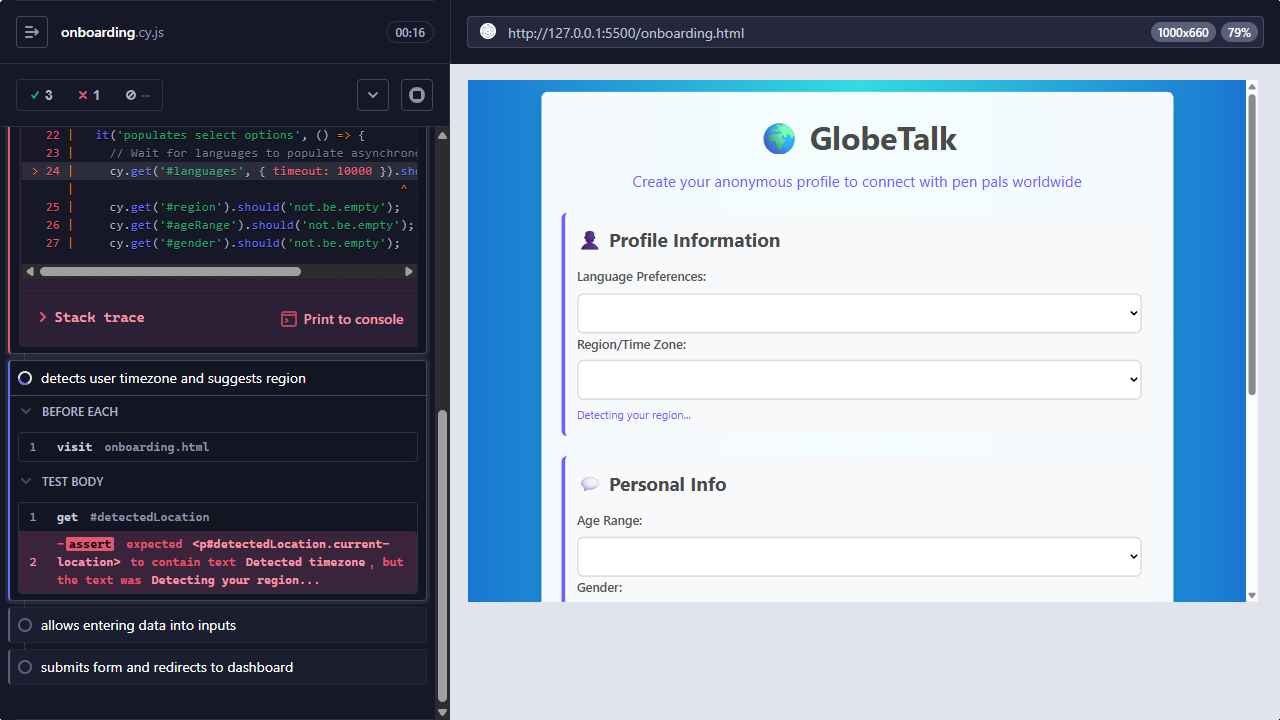 onboarding.cy.js
00:16
3 1 --
22 | it('populates select options', () => {
23 | // Wait for languages to populate asynchrono
> 24 | cy.get('#languages', { timeout: 10000 }).sho
| ^
25 | cy.get('#region').should('not.be.empty');
26 | cy.get('#ageRange').should('not.be.empty');
27 | cy.get('#gender').should('not.be.empty');
> Stack trace
Print to console
detects user timezone and suggests region
BEFORE EACH
1 visit onboarding.html
TEST BODY
1 get #detectedLocation
-assert expected <p#detectedLocation.current-
2 location> to contain text Detected timezone, but
the text was Detecting your region...
allows entering data into inputs
submits form and redirects to dashboard
http://127.0.0.1:5500/onboarding.html
1000x660
79%
GlobeTalk
Create your anonymous profile to connect with pen pals worldwide
Profile Information
Language Preferences:
Region/Time Zone:
Detecting your region...
Personal Info
Age Range:
Gender: